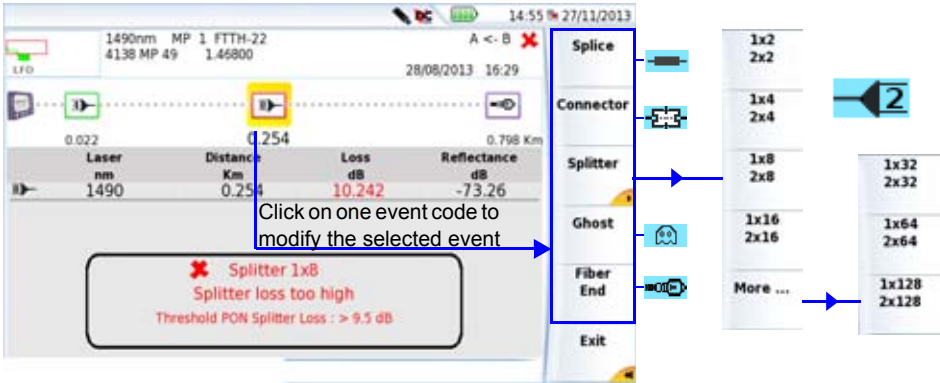 14:55 27/11/2013
1490nm MP 1 FTTH-22
4138 MP 49 1.46800
A <- B
28/08/2013 16:29
LFO
0.022
0.254
0.798 Km
Laser Distance Loss Reflectance
nm Km dB dB
1490 0.254 10.242 -73.26
Click on one event code to
modify the selected event
Splitter 1x8
Splitter loss too high
Threshold PON Splitter Loss : > 9.5 dB
Splice
Connector
Splitter
Ghost
Fiber
End
Exit
1x2
2x2
1x4
2x4
1x8
2x8
1x16
2x16
More ...
2
1x32
2x32
1x64
2x64
1x128
2x128